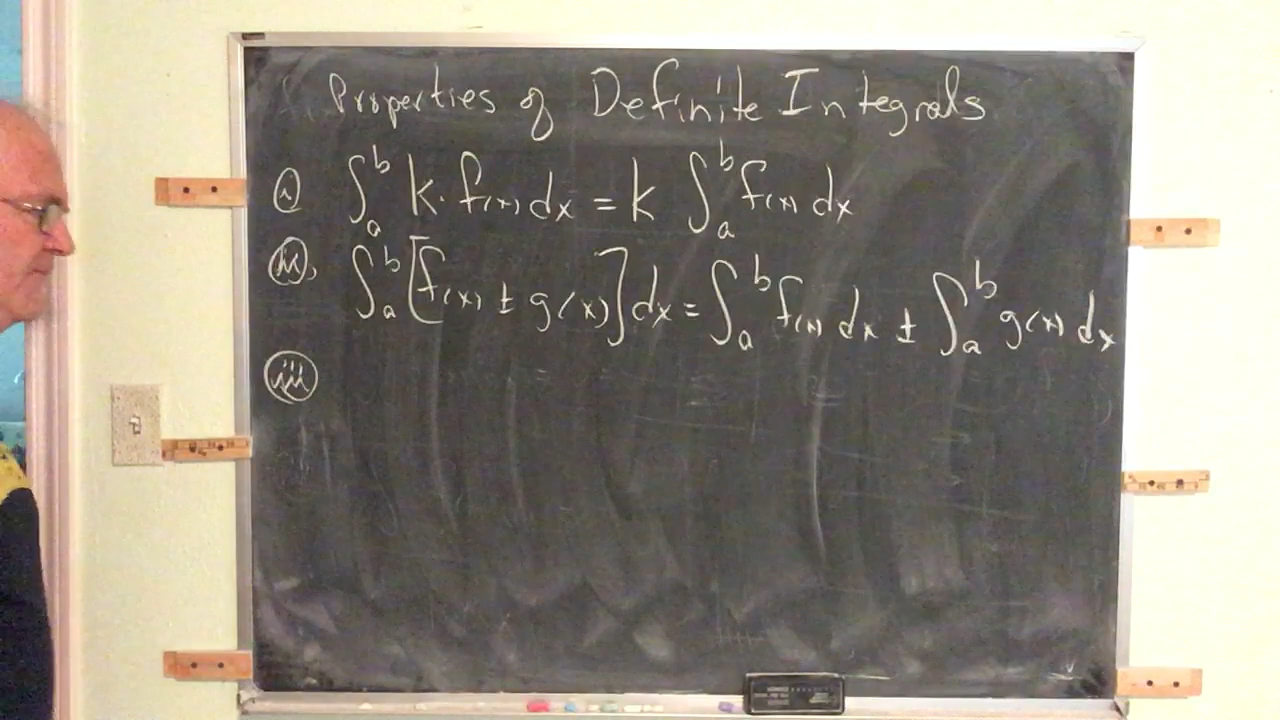 Properties of Definite Integrals
(i) ∫_a^b k·f(x) dx = k ∫_a^b f(x) dx
(ii). ∫_a^b [f(x) ± g(x)] dx = ∫_a^b f(x) dx ± ∫_a^b g(x) dx
(iii)